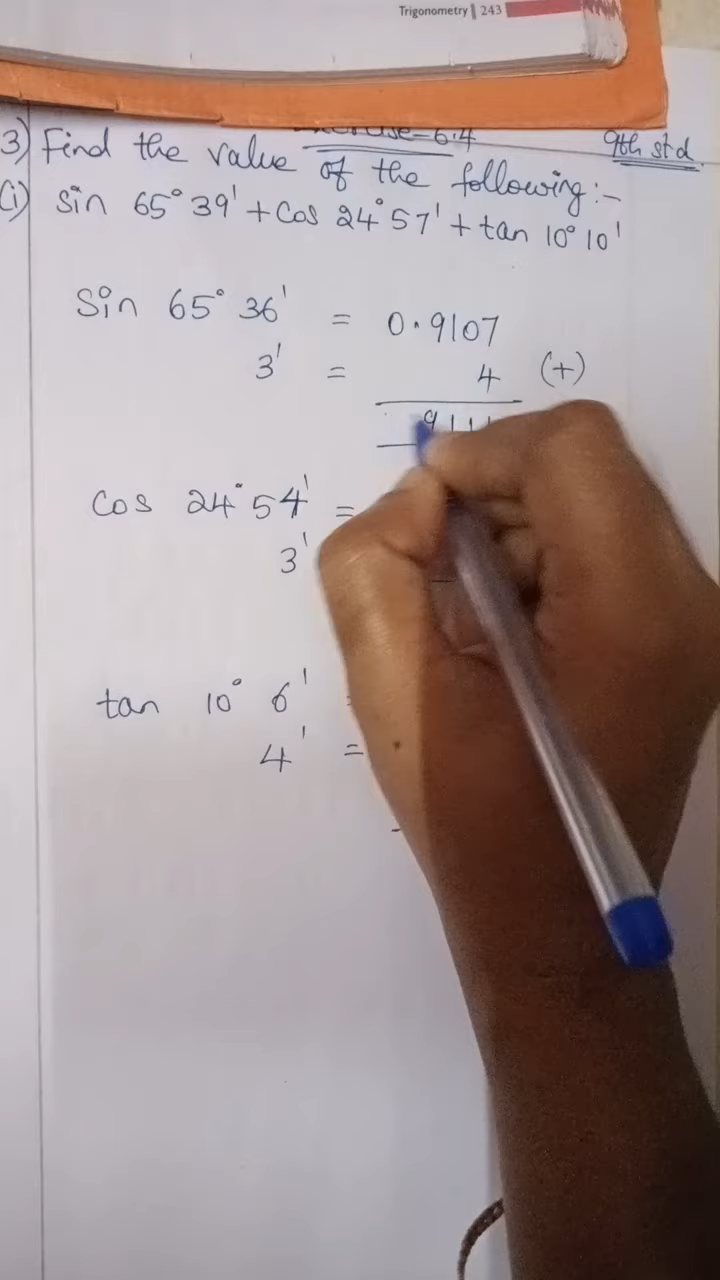 Trigonometry | 243
9th std
3) Find the value of the following:-
(i) sin 65° 39' + cos 24° 57' + tan 10° 10'
Sin 65° 36' = 0.9107
3' = 4 (+)
911
cos 24° 54' =
3'
tan 10° 6'
4' =